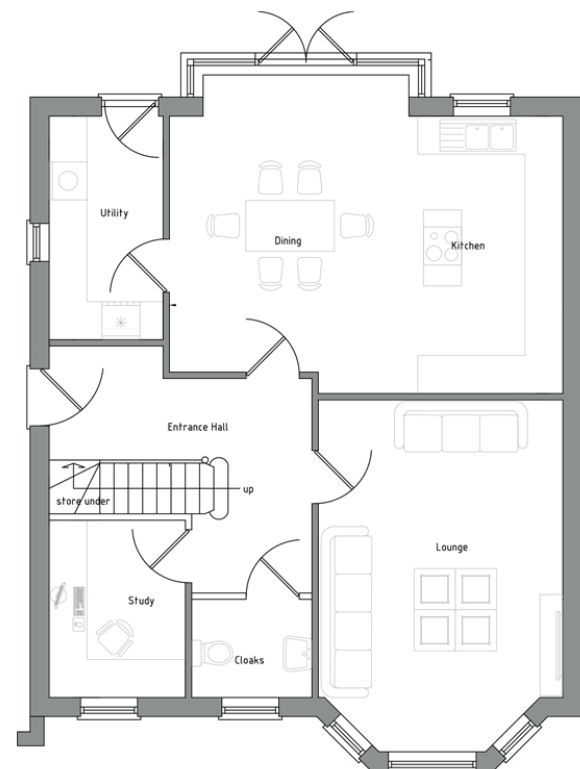 Utility
Dining
Kitchen
Entrance Hall
up
store under
Lounge
Study
Cloaks